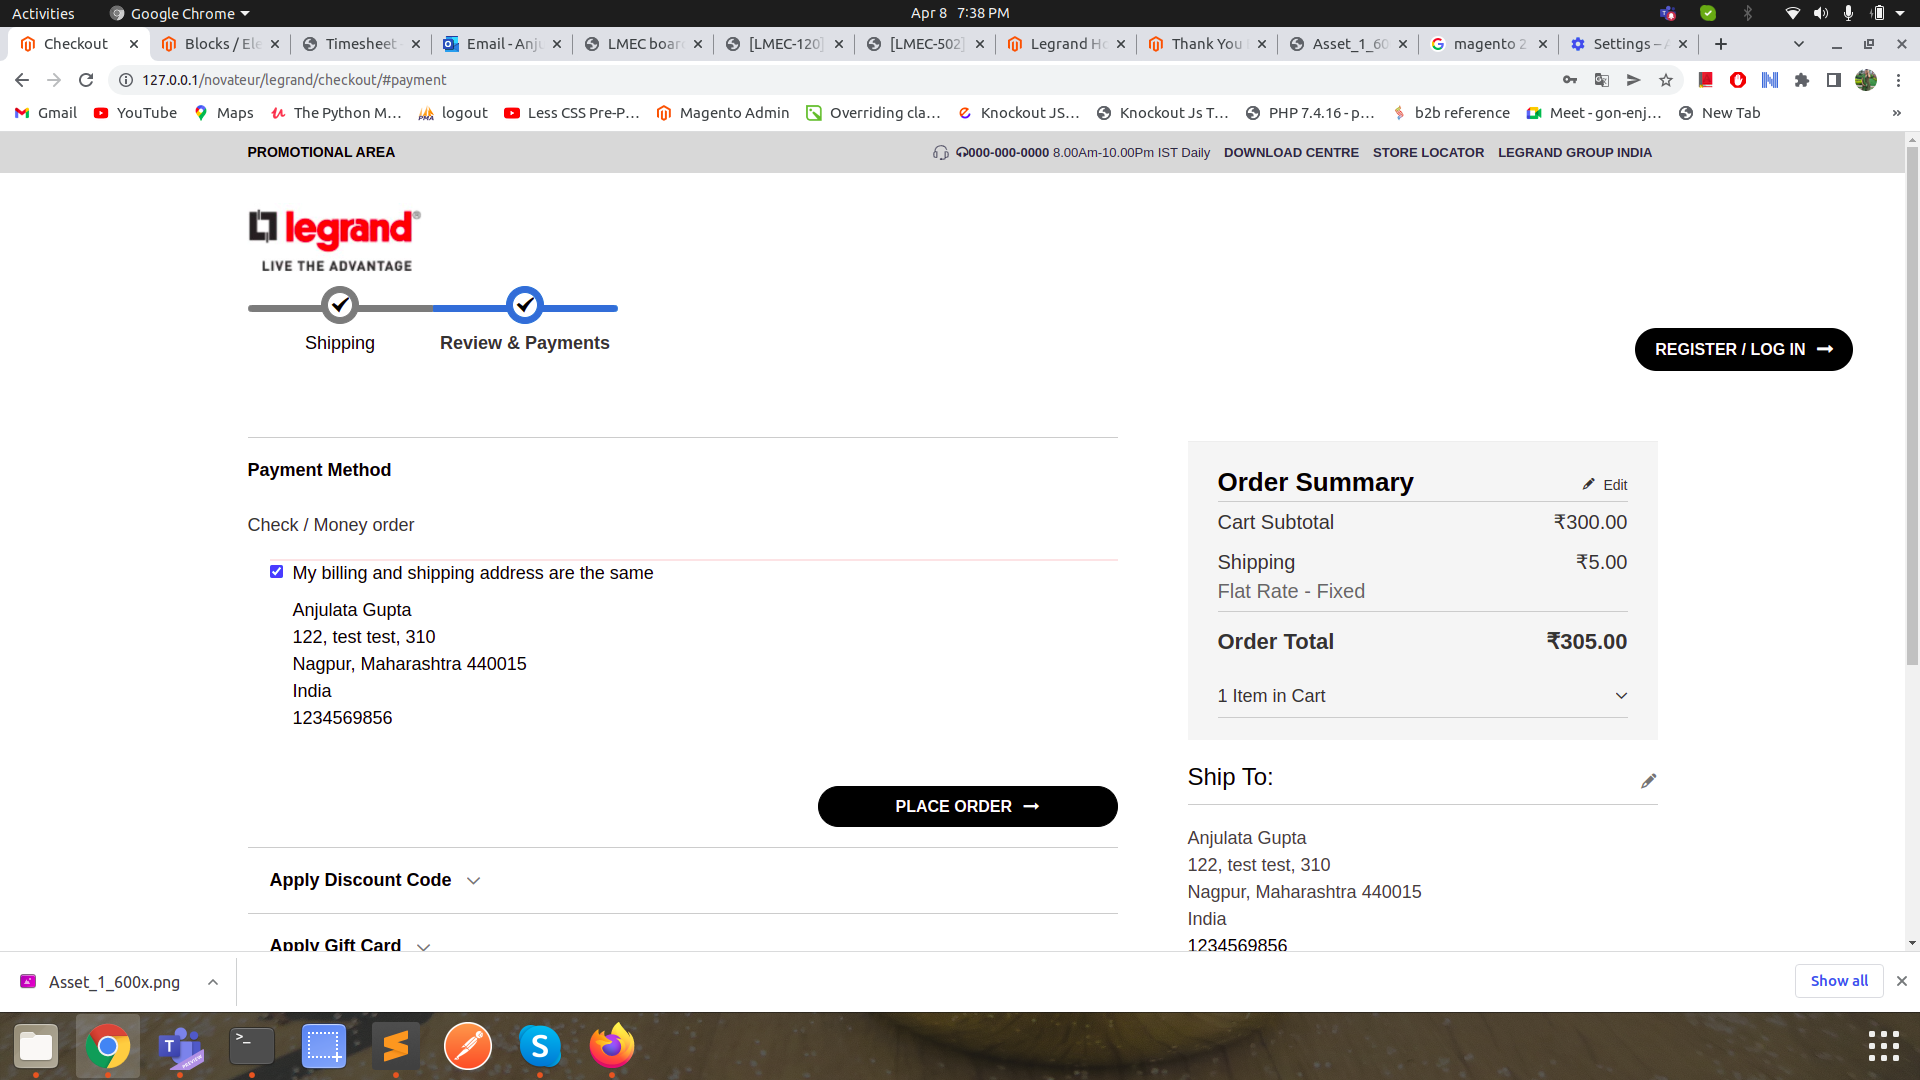 Activities Google Chrome Apr 8 7:38 PM
Checkout Blocks / Ele Timesheet - Email - Anju LMEC board [LMEC-120] [LMEC-502] Legrand Ho Thank You Asset_1_60 magento 2 Settings – A
127.0.0.1/novateur/legrand/checkout/#payment
Gmail YouTube Maps The Python M... logout Less CSS Pre-P... Magento Admin Overriding cla... Knockout JS... Knockout Js T... PHP 7.4.16 - p... b2b reference Meet - gon-enj... New Tab »
PROMOTIONAL AREA 000-000-0000 8.00Am-10.00Pm IST Daily DOWNLOAD CENTRE STORE LOCATOR LEGRAND GROUP INDIA
legrand®
LIVE THE ADVANTAGE
Shipping Review & Payments
REGISTER / LOG IN
Payment Method
Check / Money order
My billing and shipping address are the same
Anjulata Gupta
122, test test, 310
Nagpur, Maharashtra 440015
India
1234569856
PLACE ORDER
Apply Discount Code
Apply Gift Card
Order Summary Edit
Cart Subtotal ₹300.00
Shipping ₹5.00
Flat Rate - Fixed
Order Total ₹305.00
1 Item in Cart
Ship To:
Anjulata Gupta
122, test test, 310
Nagpur, Maharashtra 440015
India
1234569856
Asset_1_600x.png Show all